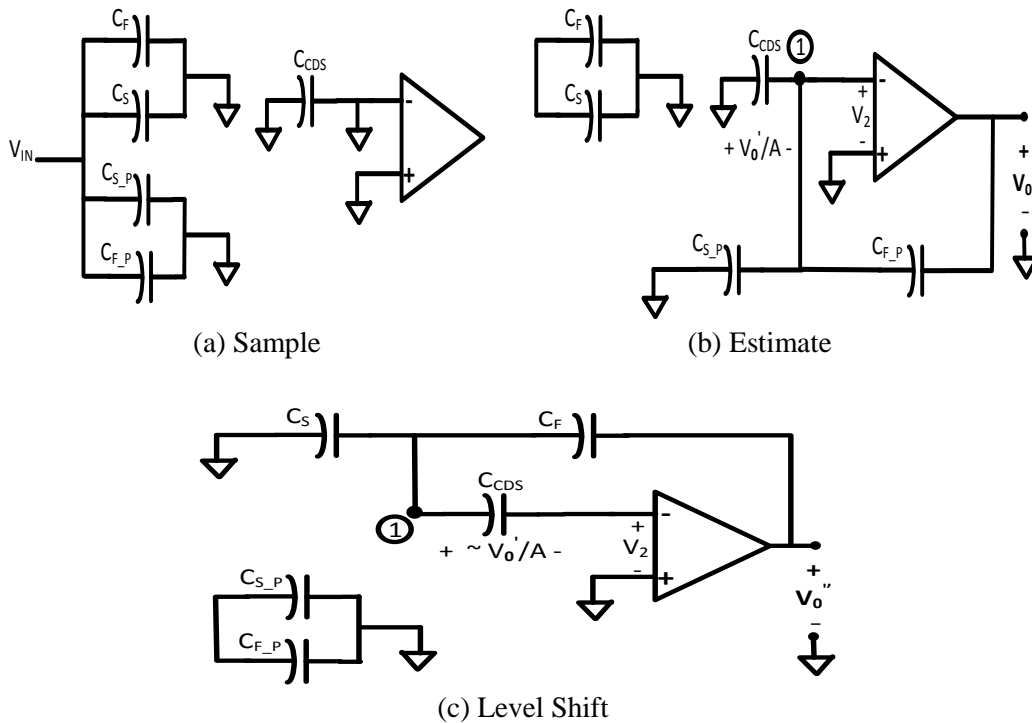 C_F
C_S
V_IN
C_S_P
C_F_P
C_CDS
-
+
(a) Sample
C_F
C_S
C_CDS
1
+ V_0'/A -
+
V_2
-
-
+
+
V_0
-
C_S_P
C_F_P
(b) Estimate
C_S
C_F
C_CDS
1
+ ~ V_0'/A -
+
V_2
-
-
+
+
V_0''
-
C_S_P
C_F_P
(c) Level Shift